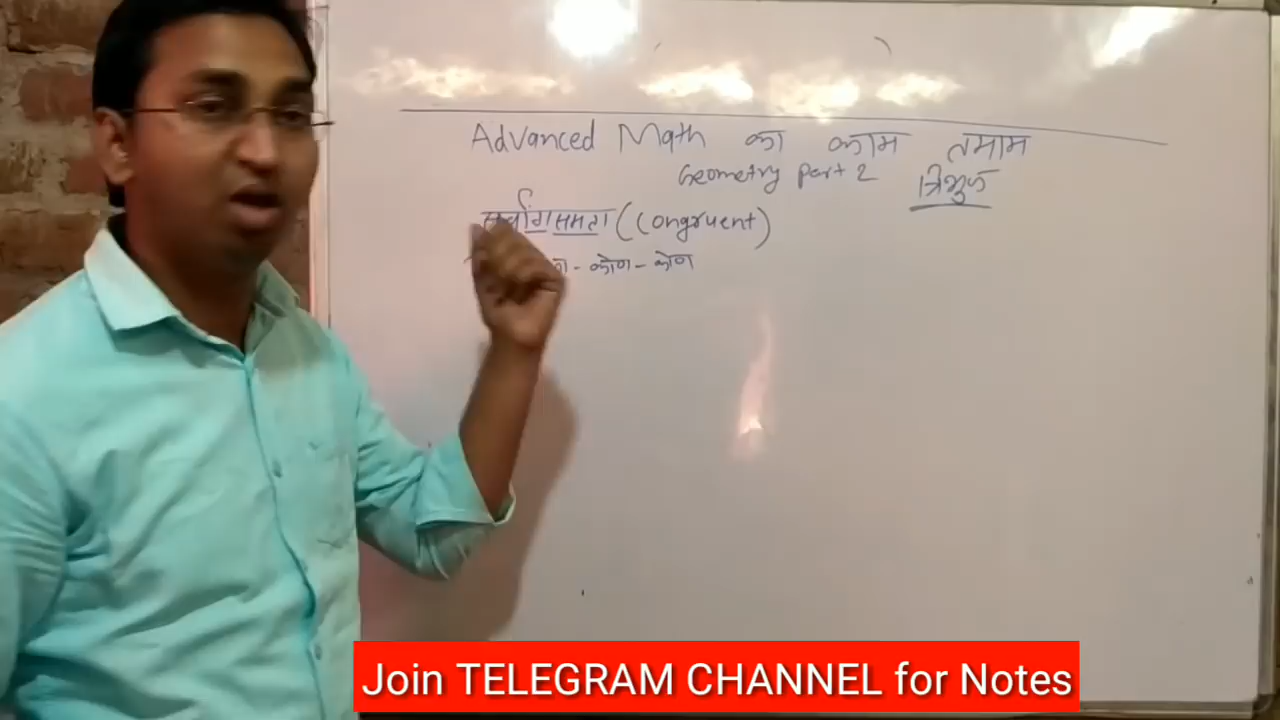 Advanced Math का काम तमाम
Geometry part 2 त्रिभुज
सर्वांगसमता (Congruent)
- कोण - कोण
Join TELEGRAM CHANNEL for Notes